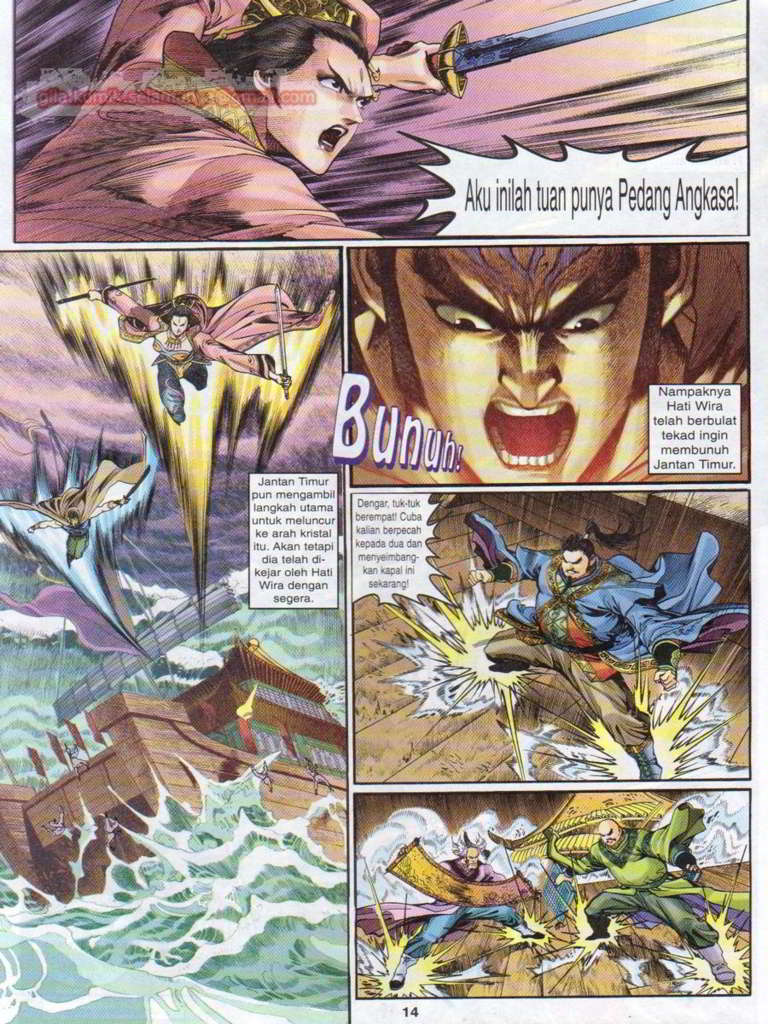 Aku inilah tuan punya Pedang Angkasa!
Jantan Timur
pun mengambil
langkah utama
untuk meluncur
ke arah kristal
itu. Akan tetapi
dia telah di-
kejar oleh Hati
Wira dengan
segera.
Bunuh!
Nampaknya
Hati Wira
telah berbulat
tekad ingin
membunuh
Jantan Timur.
Dengar, tuk-tuk
berempat! Cuba
kalian berpecah
kepada dua dan
menyeimbang-
kan kapal ini
sekarang!
14